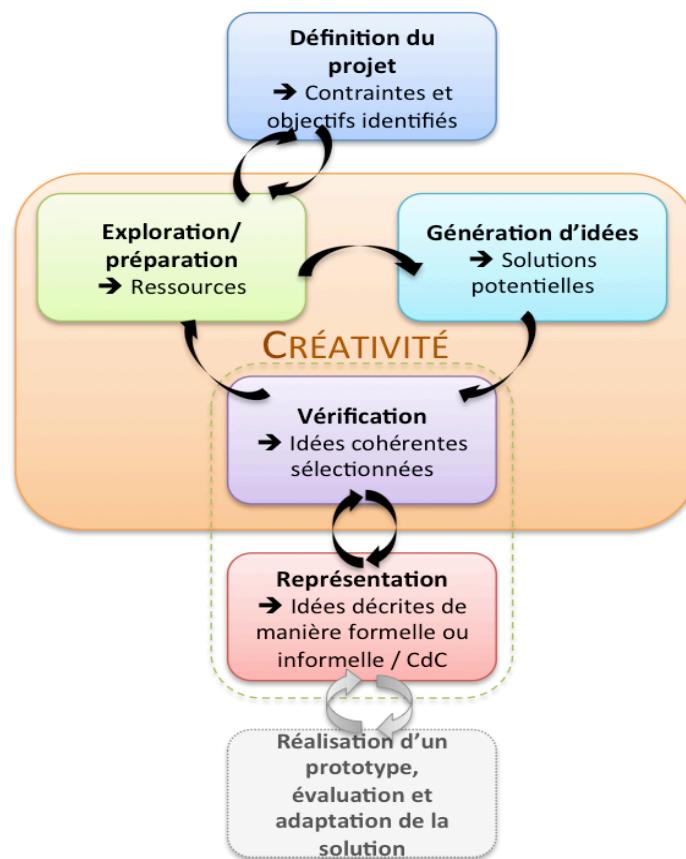 Définition du
projet
➔ Contraintes et
objectifs identifiés
Exploration/
préparation
➔ Ressources
Génération d’idées
➔ Solutions
potentielles
CRÉATIVITÉ
Vérification
➔ Idées cohérentes
sélectionnées
Représentation
➔ Idées décrites de
manière formelle ou
informelle / CdC
Réalisation d’un
prototype,
évaluation et
adaptation de la
solution